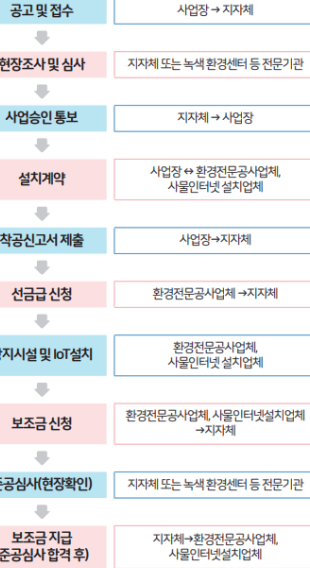 공고 및 접수
사업장 → 지자체
현장조사 및 심사
지자체 또는 녹색 환경센터 등 전문기관
사업승인 통보
지자체 → 사업장
설치계약
사업장 ↔ 환경전문공사업체,
사물인터넷 설치업체
착공신고서 제출
사업장→지자체
선금급 신청
환경전문공사업체 →지자체
지시설 및 IoT설치
환경전문공사업체,
사물인터넷 설치업체
보조금 신청
환경전문공사업체, 사물인터넷설치업체
→지자체
공심사(현장확인)
지자체 또는 녹색 환경센터 등 전문기관
보조금 지급
공심사 합격 후)
지자체→환경전문공사업체,
사물인터넷설치업체